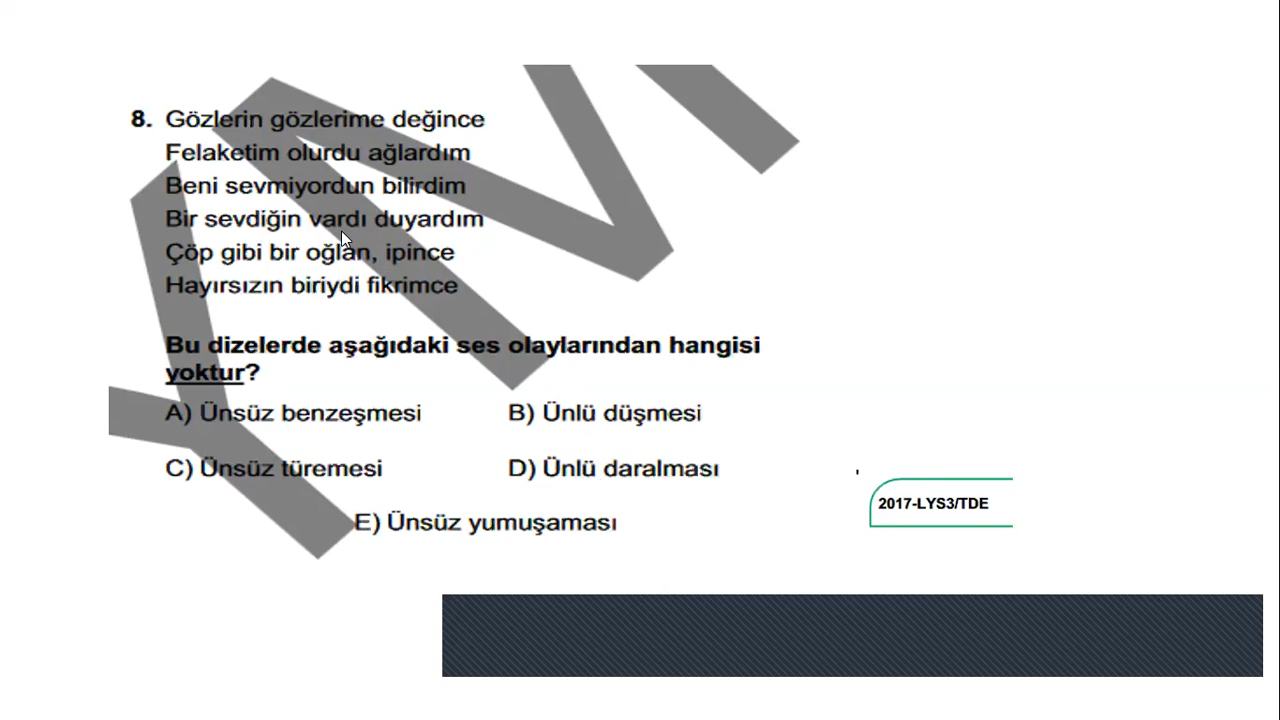 8. Gözlerin gözlerime değince
Felaketim olurdu ağlardım
Beni sevmiyordun bilirdim
Bir sevdiğin vardı duyardım
Çöp gibi bir oğlan, ipince
Hayırsızın biriydi fikrimce
Bu dizelerde aşağıdaki ses olaylarından hangisi
yoktur?
A) Ünsüz benzeşmesi B) Ünlü düşmesi
C) Ünsüz türemesi D) Ünlü daralması
E) Ünsüz yumuşaması
2017-LYS3/TDE